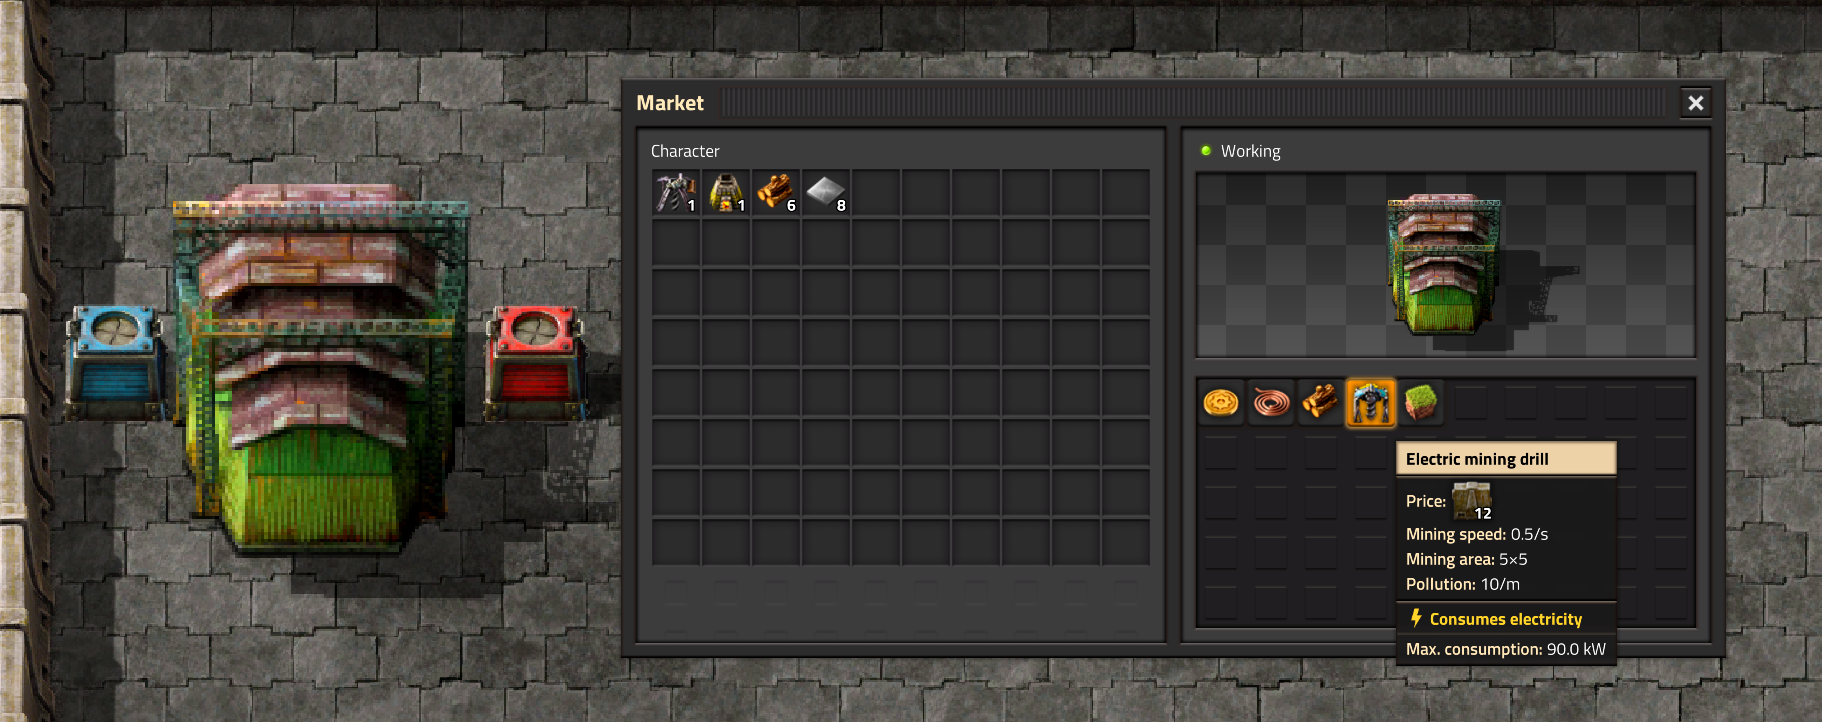 Market
Character
1
1
6
8
Working
Electric mining drill
Price: 12
Mining speed: 0.5/s
Mining area: 5×5
Pollution: 10/m
Consumes electricity
Max. consumption: 90.0 kW